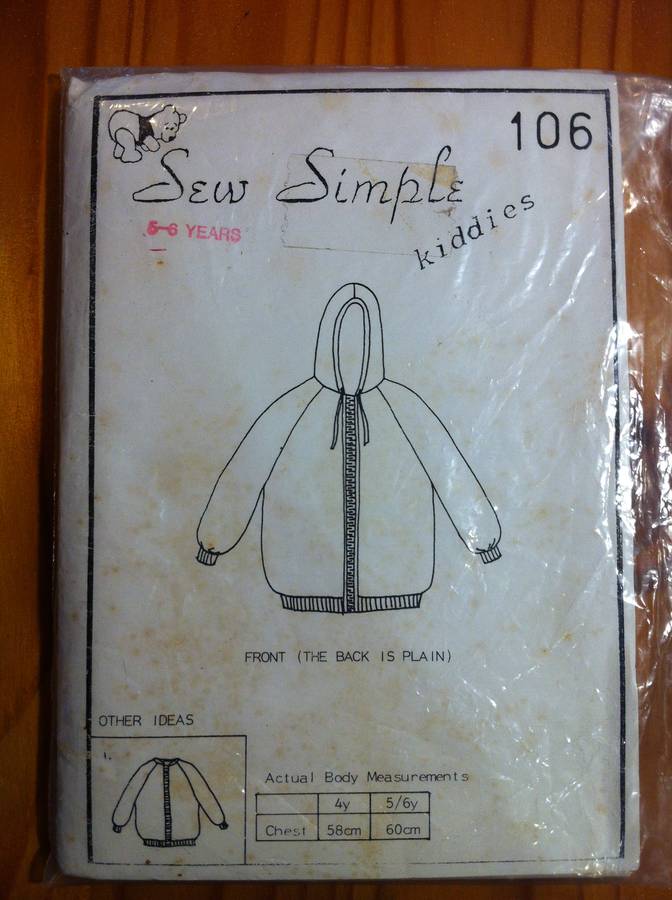 106
Sew Simple
kiddies
5-6 YEARS
FRONT (THE BACK IS PLAIN)
OTHER IDEAS
Actual Body Measurements
4y 5/6y
Chest 58cm 60cm